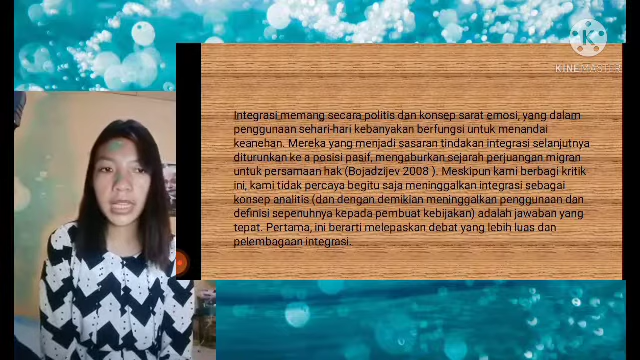 K
KINEMASTER
Integrasi memang secara politis dan konsep sarat emosi, yang dalam
penggunaan sehari-hari kebanyakan berfungsi untuk menandai
keanehan. Mereka yang menjadi sasaran tindakan integrasi selanjutnya
diturunkan ke a posisi pasif, mengaburkan sejarah perjuangan migran
untuk persamaan hak (Bojadzijev 2008 ). Meskipun kami berbagi kritik
ini, kami tidak percaya begitu saja meninggalkan integrasi sebagai
konsep analitis (dan dengan demikian meninggalkan penggunaan dan
definisi sepenuhnya kepada pembuat kebijakan) adalah jawaban yang
tepat. Pertama, ini berarti melepaskan debat yang lebih luas dan
pelembagaan integrasi.